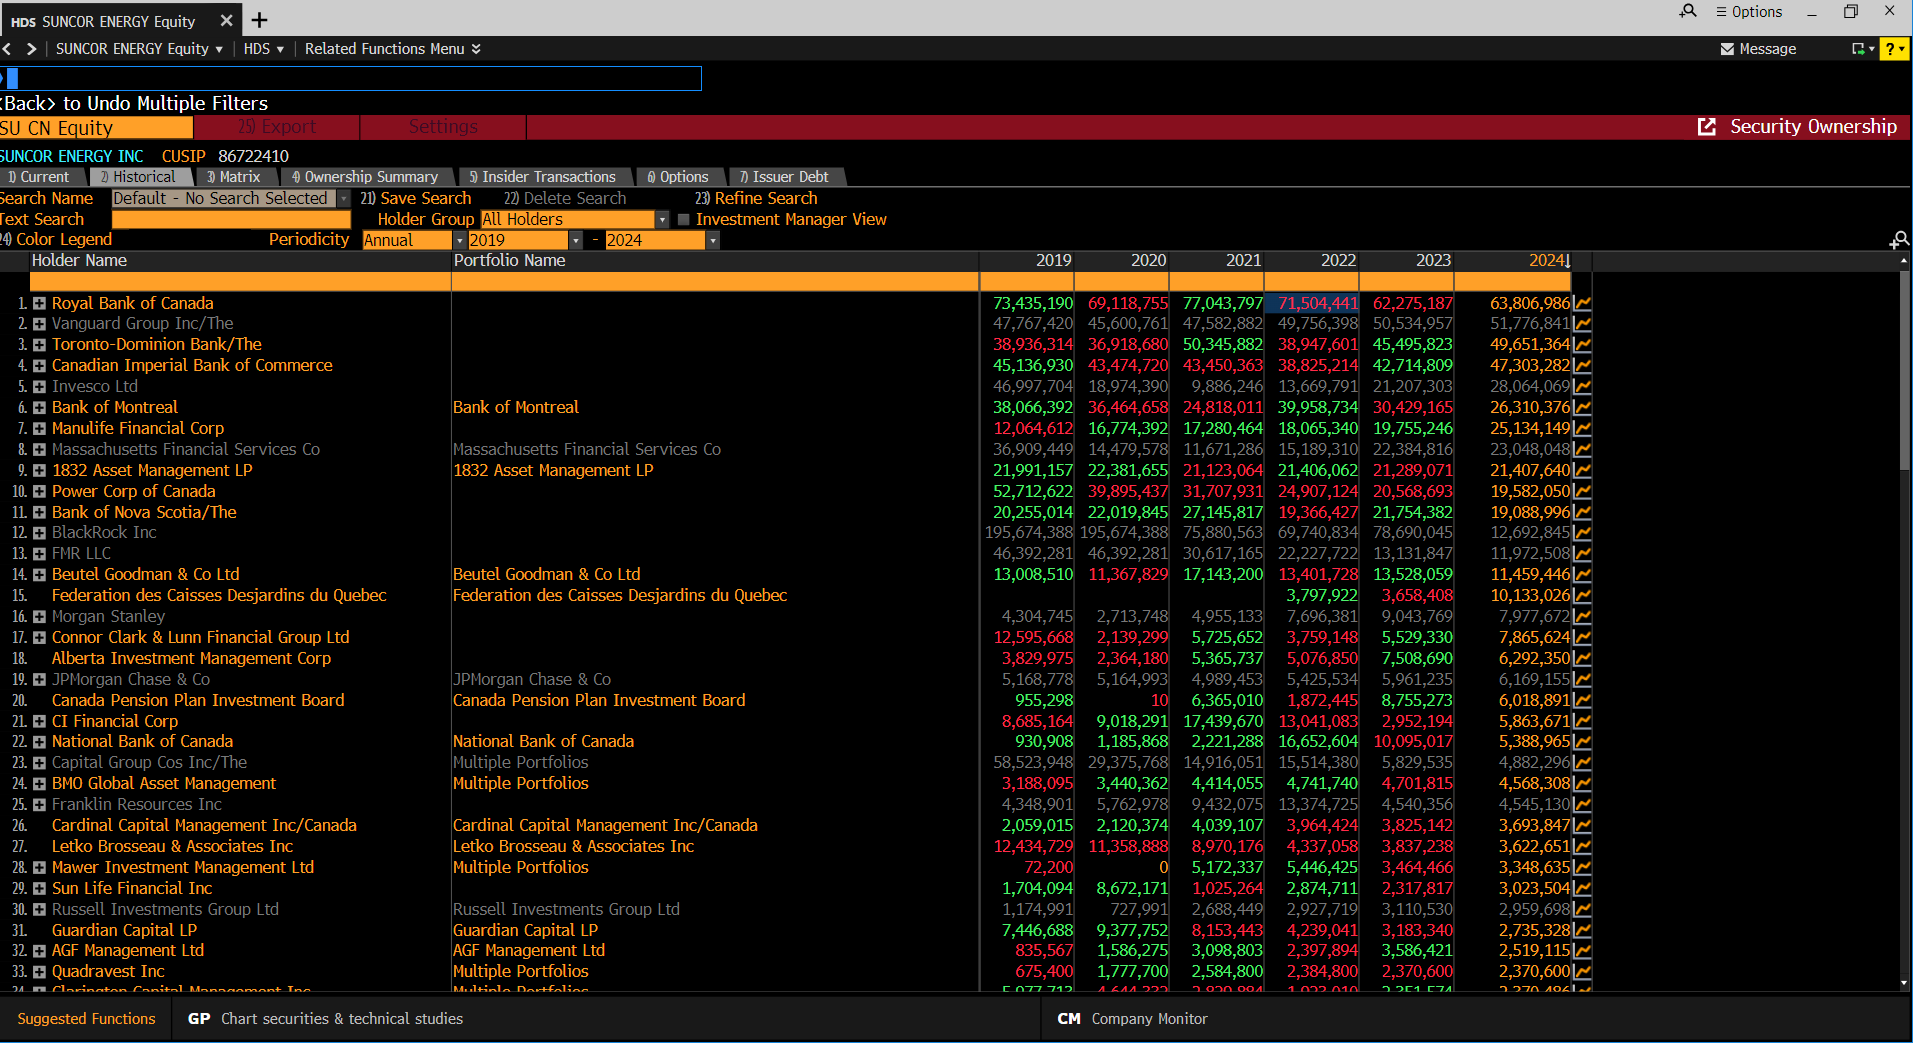 HDS SUNCOR ENERGY Equity
Options
SUNCOR ENERGY Equity HDS Related Functions Menu Message ?
<Back> to Undo Multiple Filters
SU CN Equity 25) Export Settings Security Ownership
SUNCOR ENERGY INC CUSIP 86722410
1) Current 2) Historical 3) Matrix 4) Ownership Summary 5) Insider Transactions 6) Options 7) Issuer Debt
Search Name Default - No Search Selected 21) Save Search 22) Delete Search 23) Refine Search
Text Search Holder Group All Holders Investment Manager View
24) Color Legend Periodicity Annual 2019 - 2024
Holder Name Portfolio Name 2019 2020 2021 2022 2023 2024
1. Royal Bank of Canada 73,435,190 69,118,755 77,043,797 71,504,441 62,275,187 63,806,986
2. Vanguard Group Inc/The 47,767,420 45,600,761 47,582,882 49,756,398 50,534,957 51,776,841
3. Toronto-Dominion Bank/The 38,936,314 36,918,680 50,345,882 38,947,601 45,495,823 49,651,364
4. Canadian Imperial Bank of Commerce 45,136,930 43,474,720 43,450,363 38,825,214 42,714,809 47,303,282
5. Invesco Ltd 46,997,704 18,974,390 9,886,246 13,669,791 21,207,303 28,064,069
6. Bank of Montreal Bank of Montreal 38,066,392 36,464,658 24,818,011 39,958,734 30,429,165 26,310,376
7. Manulife Financial Corp 12,064,612 16,774,392 17,280,464 18,065,340 19,755,246 25,134,149
8. Massachusetts Financial Services Co Massachusetts Financial Services Co 36,909,449 14,479,578 11,671,286 15,189,310 22,384,816 23,048,048
9. 1832 Asset Management LP 1832 Asset Management LP 21,991,157 22,381,655 21,123,064 21,406,062 21,289,071 21,407,640
10. Power Corp of Canada 52,712,622 39,895,437 31,707,931 24,907,124 20,568,693 19,582,050
11. Bank of Nova Scotia/The 20,255,014 22,019,845 27,145,817 19,366,427 21,754,382 19,088,996
12. BlackRock Inc 195,674,388 195,674,388 75,880,563 69,740,834 78,690,045 12,692,845
13. FMR LLC 46,392,281 46,392,281 30,617,165 22,227,722 13,131,847 11,972,508
14. Beutel Goodman & Co Ltd Beutel Goodman & Co Ltd 13,008,510 11,367,829 17,143,200 13,401,728 13,528,059 11,459,446
15. Federation des Caisses Desjardins du Quebec Federation des Caisses Desjardins du Quebec 3,797,922 3,658,408 10,133,026
16. Morgan Stanley 4,304,745 2,713,748 4,955,133 7,696,381 9,043,769 7,977,672
17. Connor Clark & Lunn Financial Group Ltd 12,595,668 2,139,299 5,725,652 3,759,148 5,529,330 7,865,624
18. Alberta Investment Management Corp 3,829,975 2,364,180 5,365,737 5,076,850 7,508,690 6,292,350
19. JPMorgan Chase & Co JPMorgan Chase & Co 5,168,778 5,164,993 4,989,453 5,425,534 5,961,235 6,169,155
20. Canada Pension Plan Investment Board Canada Pension Plan Investment Board 955,298 10 6,365,010 1,872,445 8,755,273 6,018,891
21. CI Financial Corp 8,685,164 9,018,291 17,439,670 13,041,083 2,952,194 5,863,671
22. National Bank of Canada National Bank of Canada 930,908 1,185,868 2,221,288 16,652,604 10,095,017 5,388,965
23. Capital Group Cos Inc/The Multiple Portfolios 58,523,948 29,375,768 14,916,051 15,514,380 5,829,535 4,882,296
24. BMO Global Asset Management Multiple Portfolios 3,188,095 3,440,362 4,414,055 4,741,740 4,701,815 4,568,308
25. Franklin Resources Inc 4,348,901 5,762,978 9,432,075 13,374,725 4,540,356 4,545,130
26. Cardinal Capital Management Inc/Canada Cardinal Capital Management Inc/Canada 2,059,015 2,120,374 4,039,107 3,964,424 3,825,142 3,693,847
27. Letko Brosseau & Associates Inc Letko Brosseau & Associates Inc 12,434,729 11,358,888 8,970,176 4,337,058 3,837,238 3,622,651
28. Mawer Investment Management Ltd Multiple Portfolios 72,200 0 5,172,337 5,446,425 3,464,466 3,348,635
29. Sun Life Financial Inc 1,704,094 8,672,171 1,025,264 2,874,711 2,317,817 3,023,504
30. Russell Investments Group Ltd Russell Investments Group Ltd 1,174,991 727,991 2,688,449 2,927,719 3,110,530 2,959,698
31. Guardian Capital LP Guardian Capital LP 7,446,688 9,377,752 8,153,443 4,239,041 3,183,340 2,735,328
32. AGF Management Ltd AGF Management Ltd 835,567 1,586,275 3,098,803 2,397,894 3,586,421 2,519,115
33. Quadravest Inc Multiple Portfolios 675,400 1,777,700 2,584,800 2,384,800 2,370,600 2,370,600
34. Clarington Capital Management Inc Multiple Portfolios
Suggested Functions GP Chart securities & technical studies CM Company Monitor